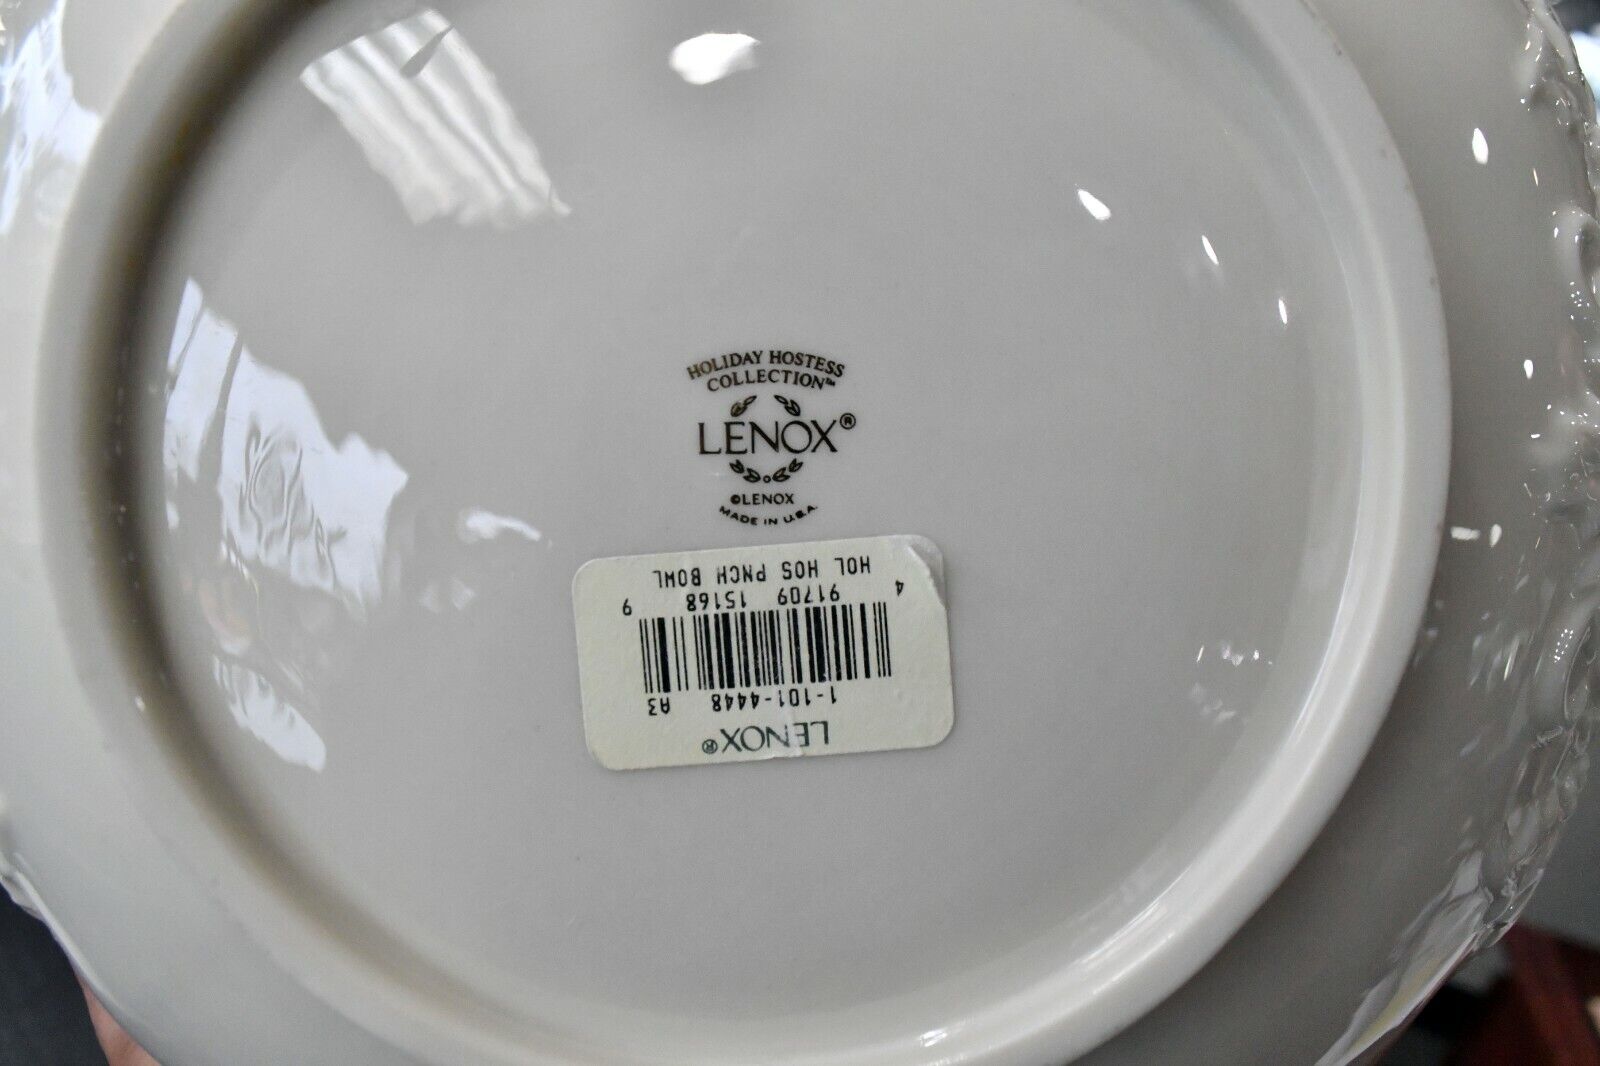 HOLIDAY HOSTESS
COLLECTION™
LENOX®
©LENOX
MADE IN U.S.A.
LENOX®
1-101-4448 A3
4 91709 15168 9
HOL HOS PNCH BOWL